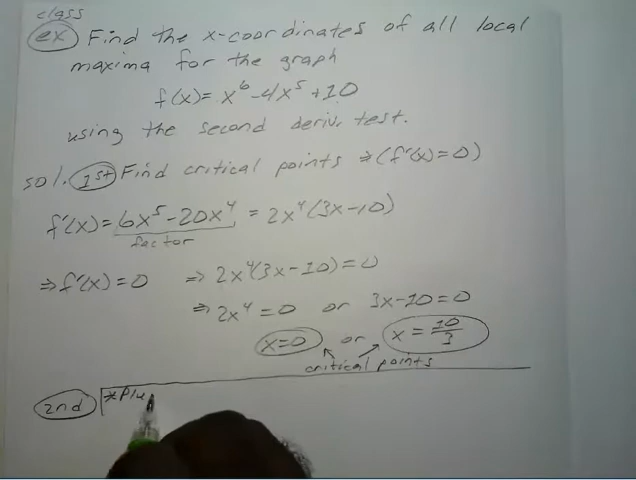 class
ex Find the x-coordinates of all local
maxima for the graph
f(x)= x⁶-4x⁵+10
using the second deriv. test.
sol. 1st Find critical points ⇒(f'(x)=0)
f'(x)= 6x⁵-20x⁴ = 2x⁴(3x-10)
factor
⇒f'(x)=0 ⇒ 2x⁴(3x-10)=0
⇒ 2x⁴=0 or 3x-10=0
x=0 or x= 10/3
critical points
2nd *Plu